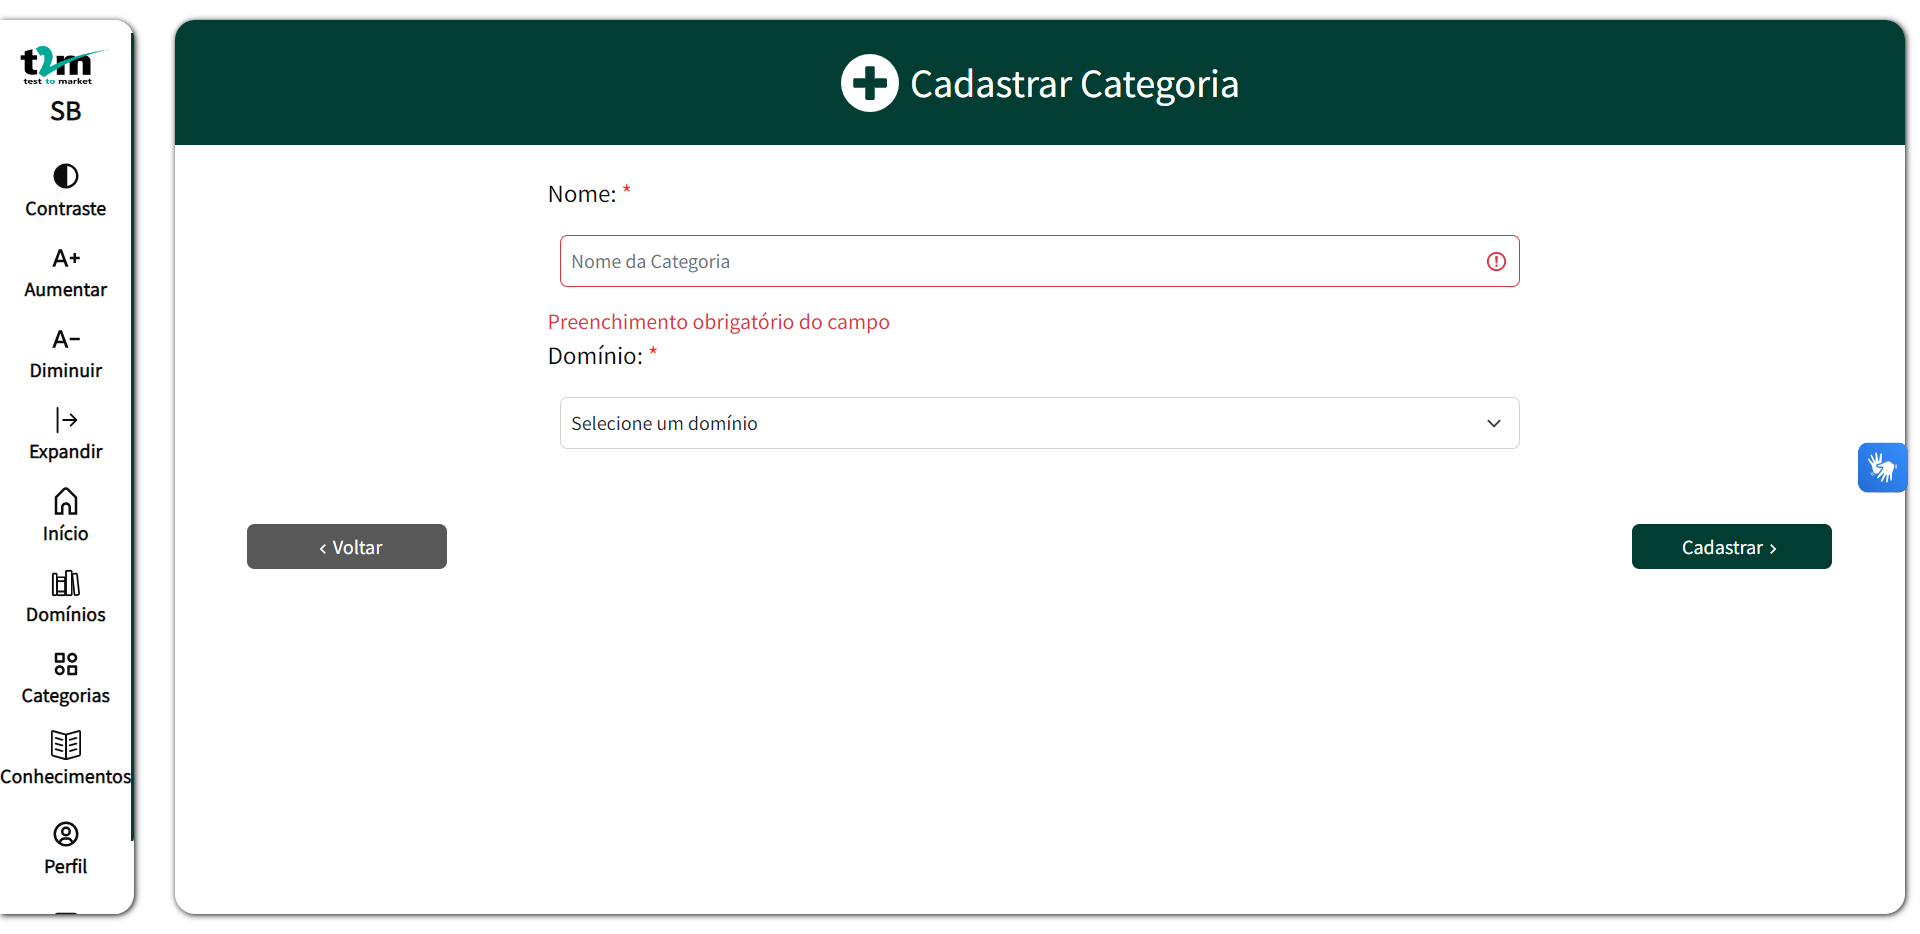 t2m
test to market
SB
Contraste
A+
Aumentar
A-
Diminuir
Expandir
Início
Domínios
Categorias
Conhecimentos
Perfil
Cadastrar Categoria
Nome: *
Nome da Categoria
Preenchimento obrigatório do campo
Domínio: *
Selecione um domínio
‹ Voltar
Cadastrar ›